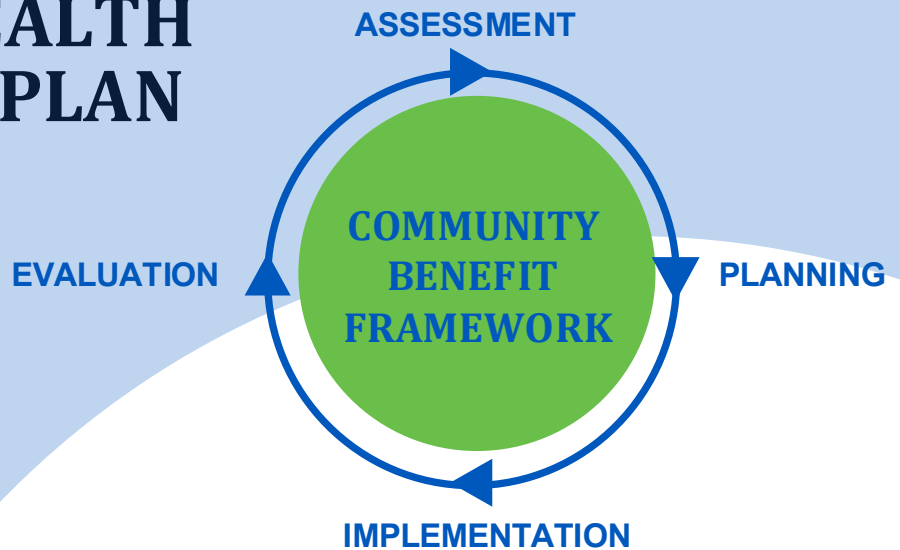 EALTH
PLAN
ASSESSMENT
COMMUNITY
BENEFIT
FRAMEWORK
EVALUATION
PLANNING
IMPLEMENTATION